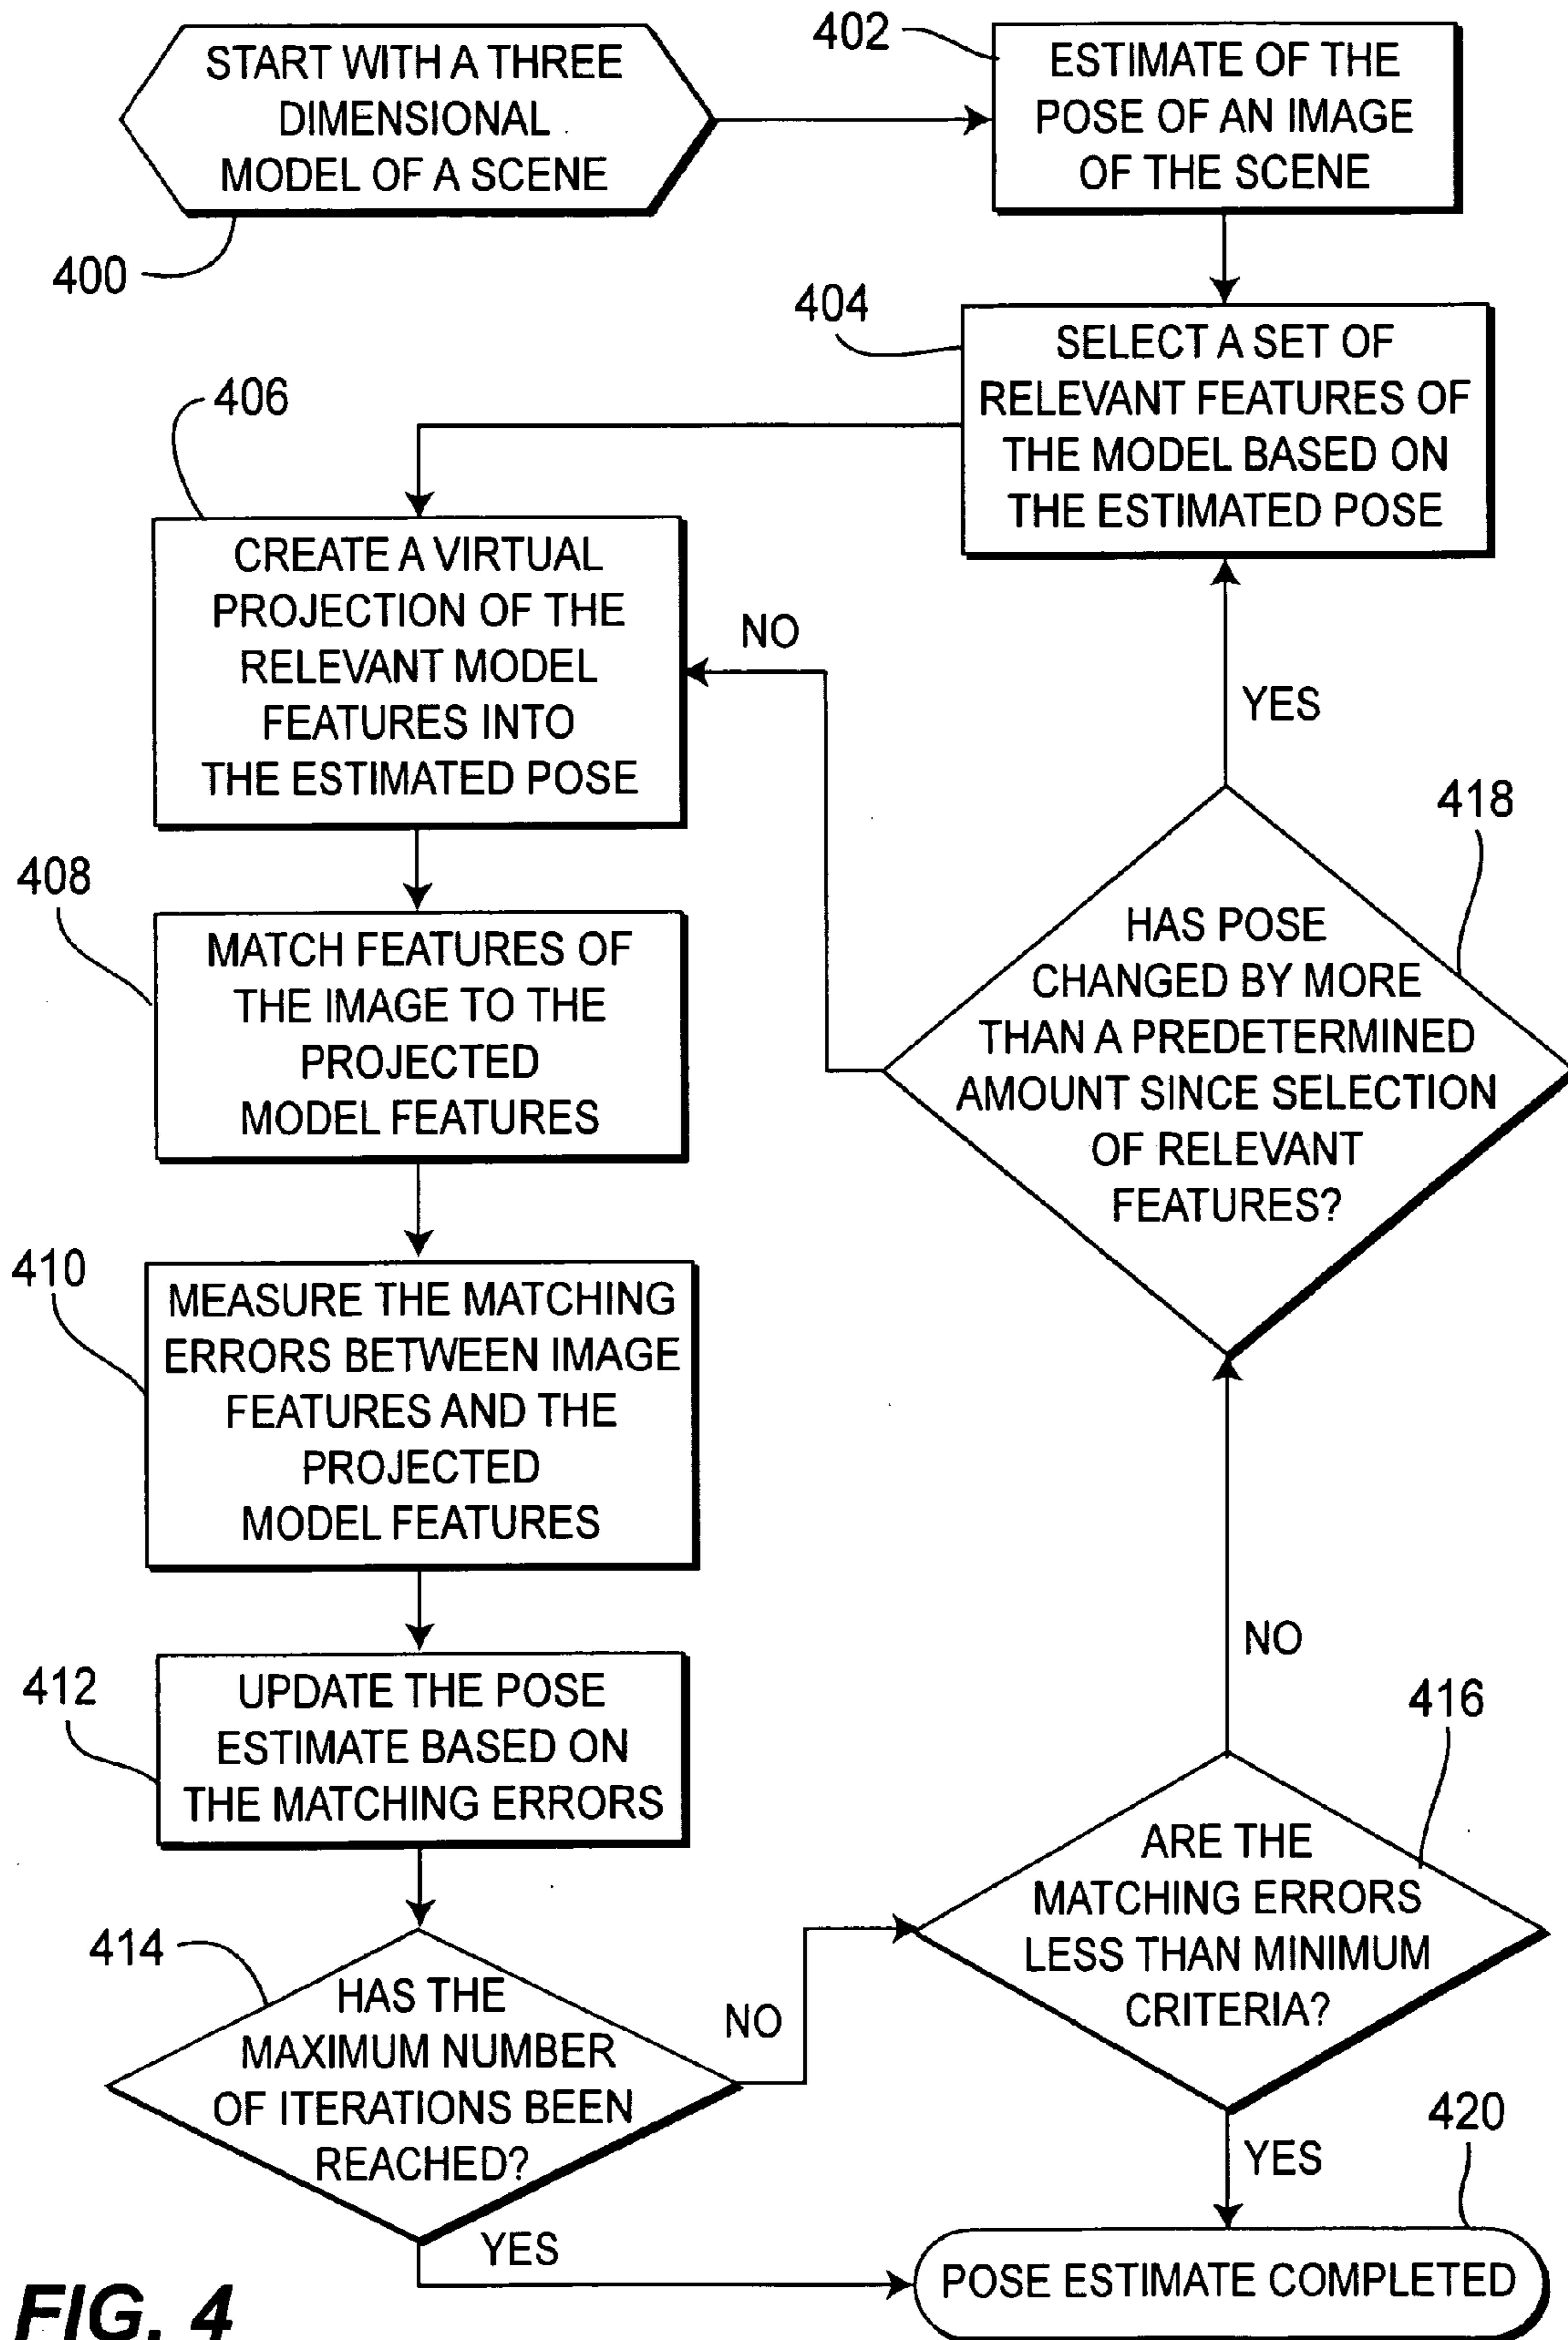 START WITH A THREE
DIMENSIONAL
MODEL OF A SCENE
400
402
ESTIMATE OF THE
POSE OF AN IMAGE
OF THE SCENE
404
SELECT A SET OF
RELEVANT FEATURES OF
THE MODEL BASED ON
THE ESTIMATED POSE
406
CREATE A VIRTUAL
PROJECTION OF THE
RELEVANT MODEL
FEATURES INTO
THE ESTIMATED POSE
NO
YES
408
MATCH FEATURES OF
THE IMAGE TO THE
PROJECTED
MODEL FEATURES
418
HAS POSE
CHANGED BY MORE
THAN A PREDETERMINED
AMOUNT SINCE SELECTION
OF RELEVANT
FEATURES?
410
MEASURE THE MATCHING
ERRORS BETWEEN IMAGE
FEATURES AND THE
PROJECTED
MODEL FEATURES
412
UPDATE THE POSE
ESTIMATE BASED ON
THE MATCHING ERRORS
NO
416
ARE THE
MATCHING ERRORS
LESS THAN MINIMUM
CRITERIA?
414
HAS THE
MAXIMUM NUMBER
OF ITERATIONS BEEN
REACHED?
NO
YES
YES
420
POSE ESTIMATE COMPLETED
FIG. 4